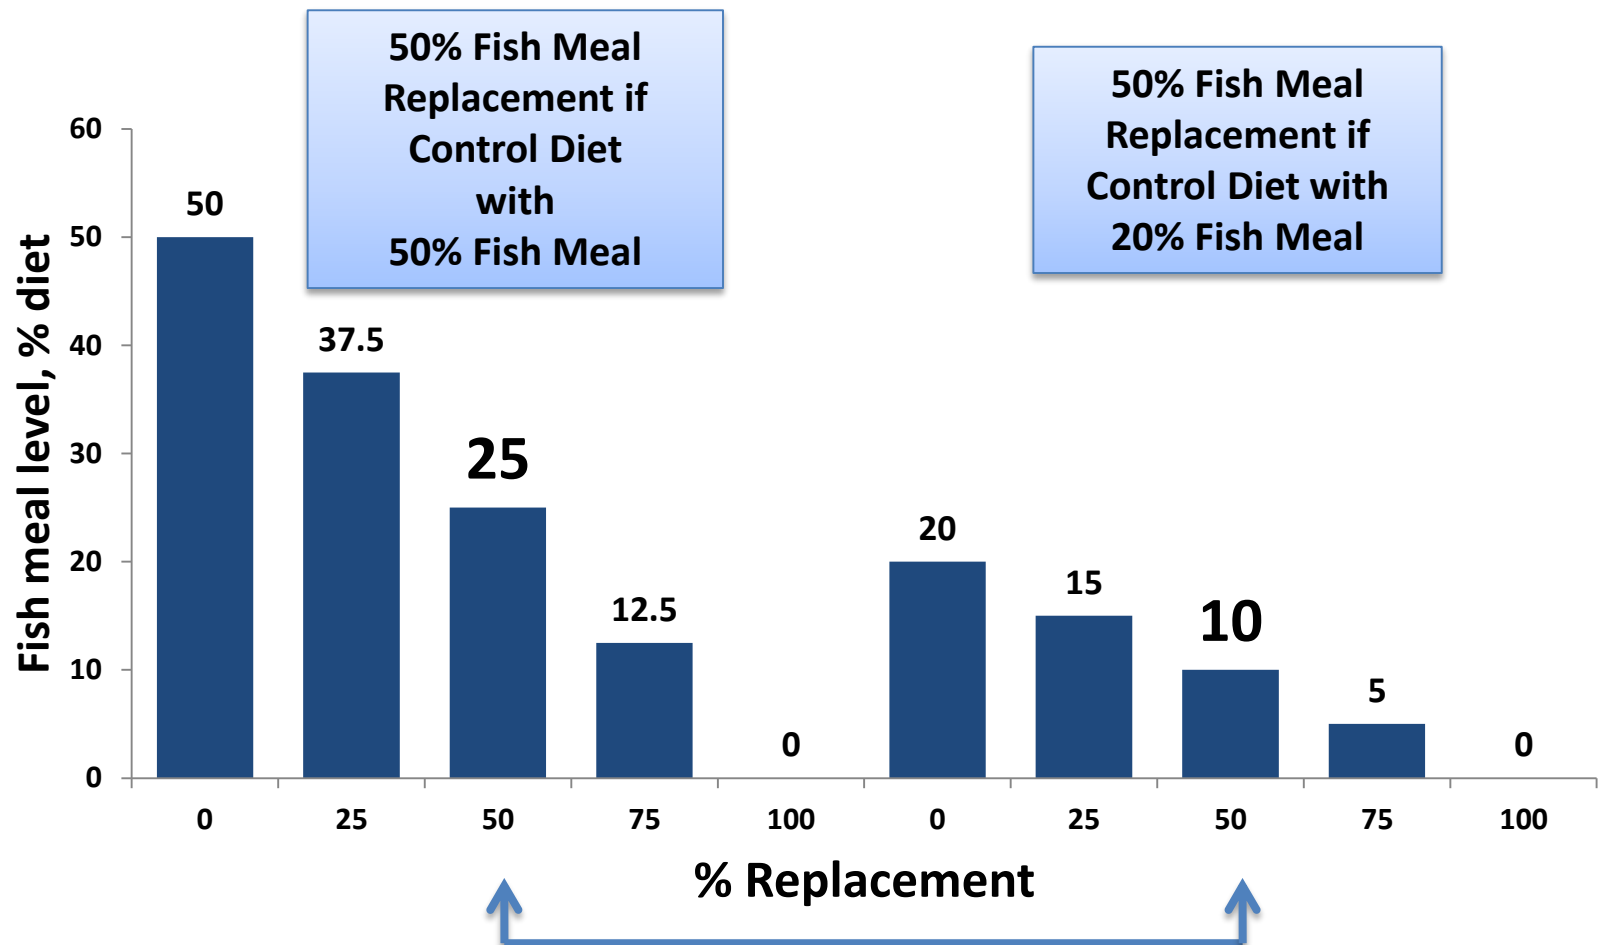 50% Fish Meal
Replacement if
Control Diet
with
50% Fish Meal
50% Fish Meal
Replacement if
Control Diet with
20% Fish Meal
Fish meal level, % diet
60
50
40
30
20
10
0
50
37.5
25
12.5
0
20
15
10
5
0
0 25 50 75 100 0 25 50 75 100
% Replacement